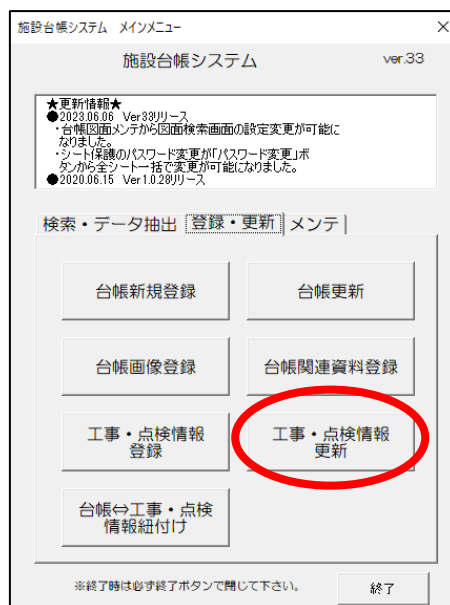 施設台帳システム　メインメニュー
施設台帳システム ver.33
★更新情報★
●2023.06.06　Ver33リリース
・台帳図面メンテから図面検索画面の設定変更が可能に
なりました。
・シート保護のパスワード変更が「パスワード変更」ボ
タンから全シート一括で変更が可能になりました。
●2020.06.15　Ver1.0.28リリース
検索・データ抽出 登録・更新 メンテ
台帳新規登録 台帳更新
台帳画像登録 台帳関連資料登録
工事・点検情報
登録
工事・点検情報
更新
台帳⇔工事・点検
情報紐付け
※終了時は必ず終了ボタンで閉じて下さい。 終了